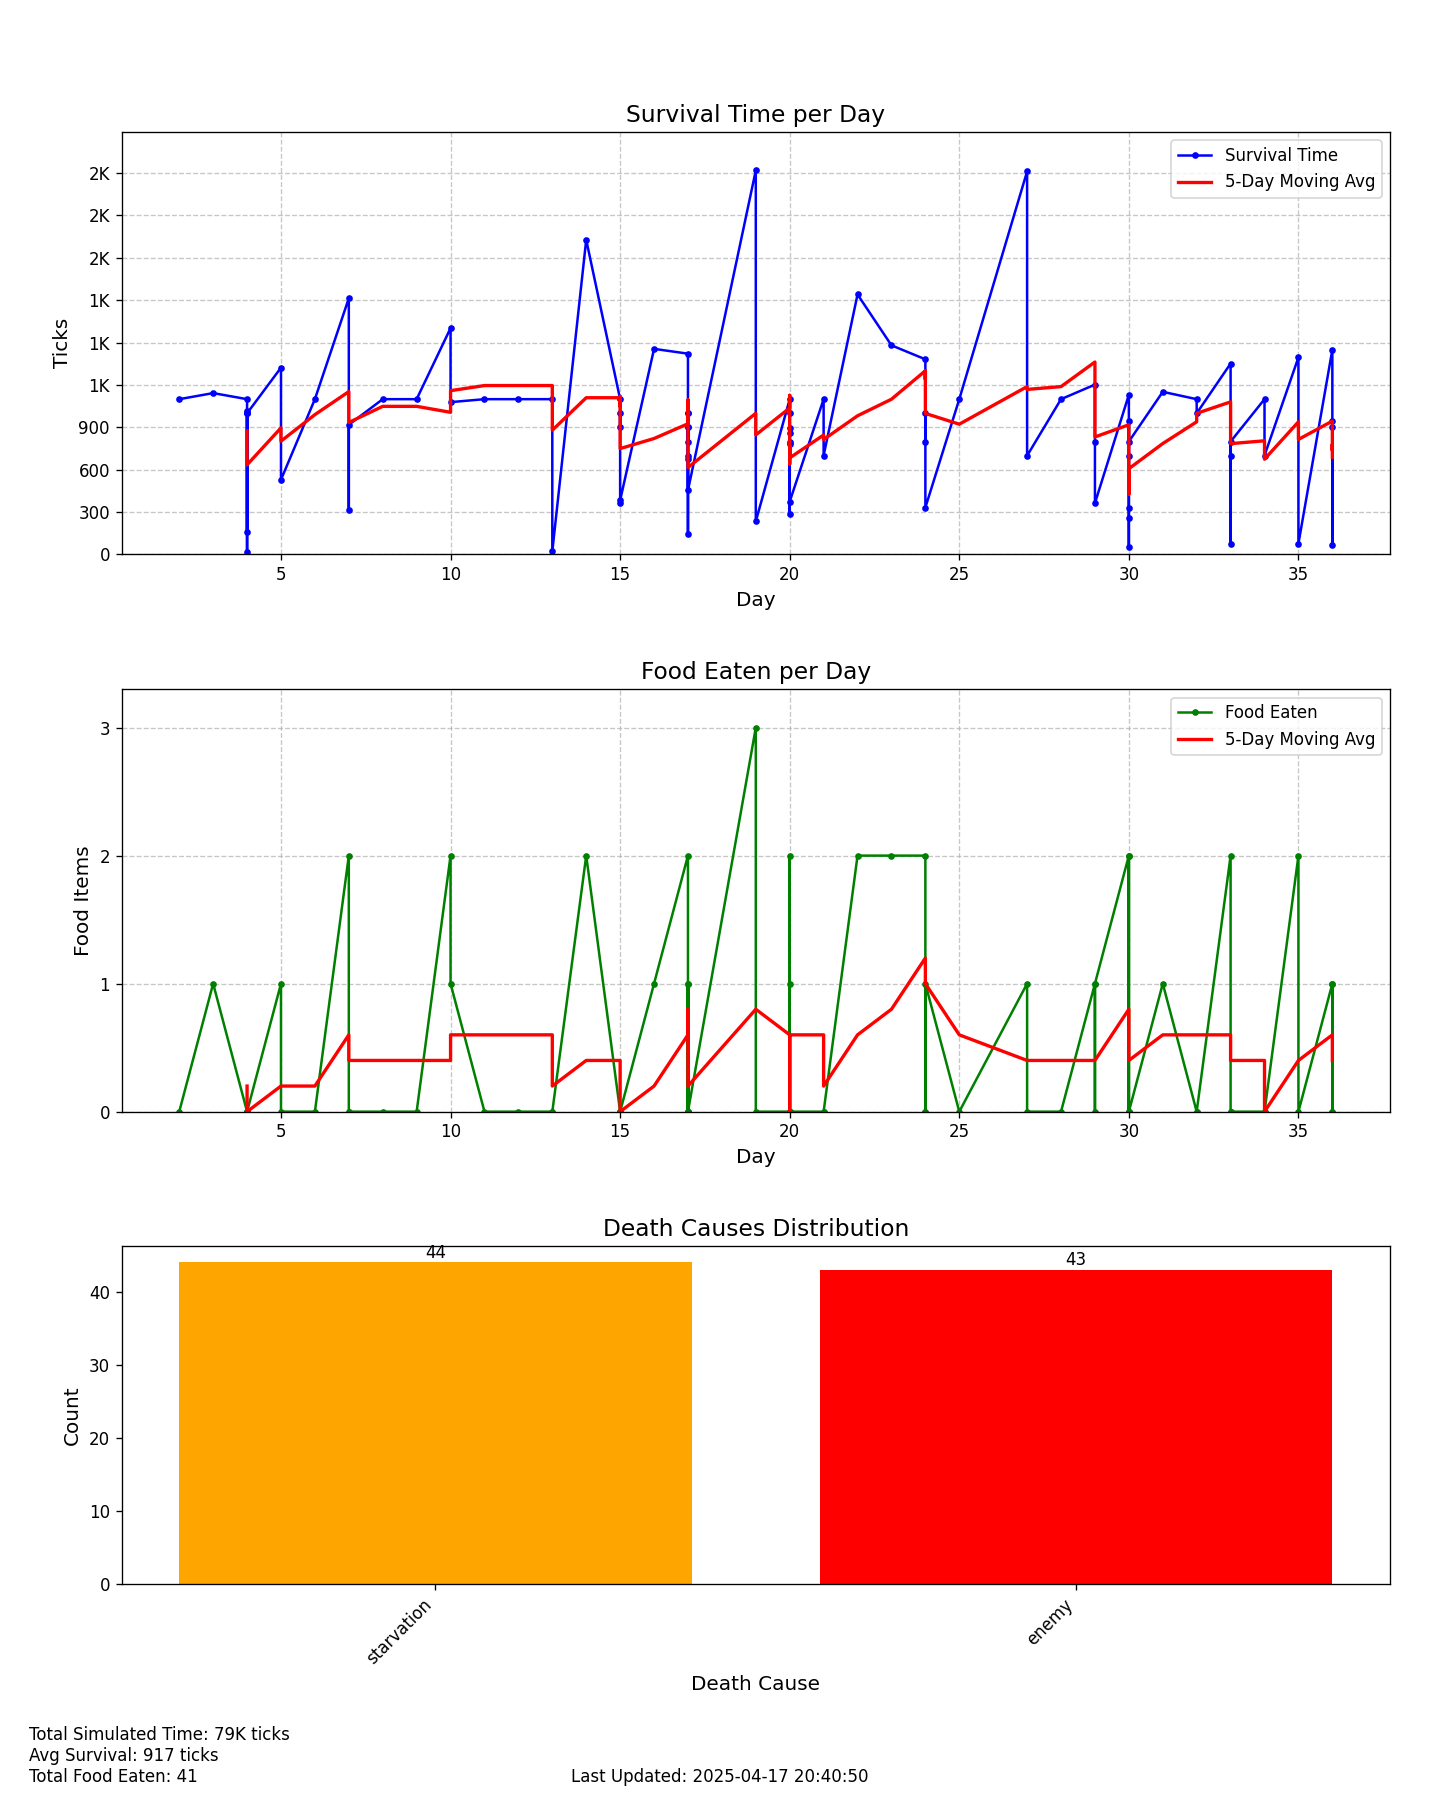 Survival Time per Day
Survival Time
5-Day Moving Avg
Ticks
2K
2K
2K
1K
1K
1K
900
600
300
0
5 10 15 20 25 30 35
Day
Food Eaten per Day
Food Eaten
5-Day Moving Avg
Food Items
3
2
1
0
5 10 15 20 25 30 35
Day
Death Causes Distribution
44
43
Count
40
30
20
10
0
starvation
enemy
Death Cause
Total Simulated Time: 79K ticks
Avg Survival: 917 ticks
Total Food Eaten: 41
Last Updated: 2025-04-17 20:40:50